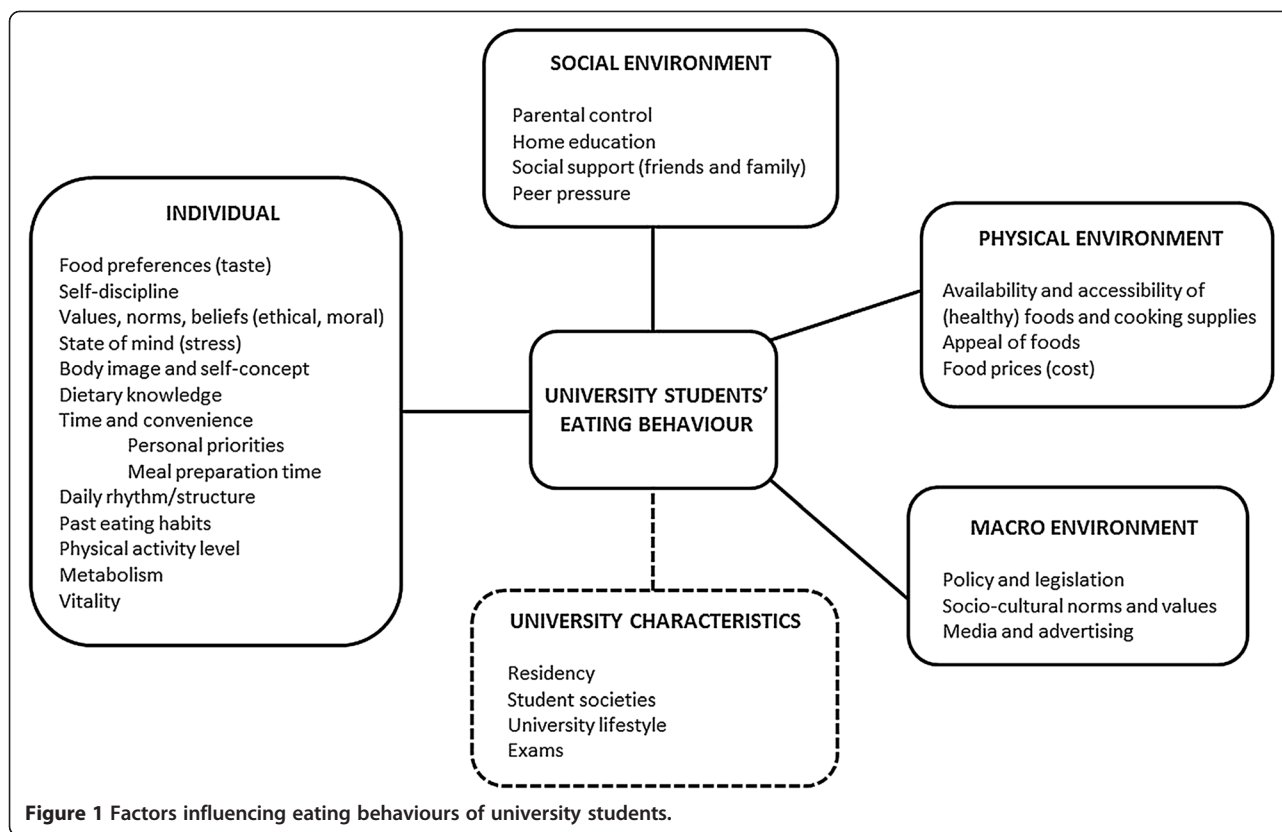 SOCIAL ENVIRONMENT
Parental control
Home education
Social support (friends and family)
Peer pressure
INDIVIDUAL
Food preferences (taste)
Self-discipline
Values, norms, beliefs (ethical, moral)
State of mind (stress)
Body image and self-concept
Dietary knowledge
Time and convenience
Personal priorities
Meal preparation time
Daily rhythm/structure
Past eating habits
Physical activity level
Metabolism
Vitality
PHYSICAL ENVIRONMENT
Availability and accessibility of
(healthy) foods and cooking supplies
Appeal of foods
Food prices (cost)
UNIVERSITY STUDENTS'
EATING BEHAVIOUR
MACRO ENVIRONMENT
Policy and legislation
Socio-cultural norms and values
Media and advertising
UNIVERSITY CHARACTERISTICS
Residency
Student societies
University lifestyle
Exams
Figure 1 Factors influencing eating behaviours of university students.